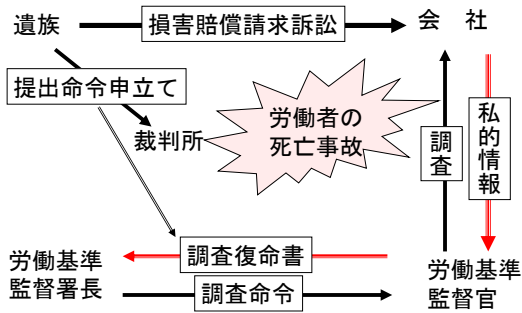 遺族
損害賠償請求訴訟
会　社
提出命令申立て
裁判所
労働者の
死亡事故
調査
私的情報
調査復命書
労働基準
監督署長
調査命令
労働基準
監督官